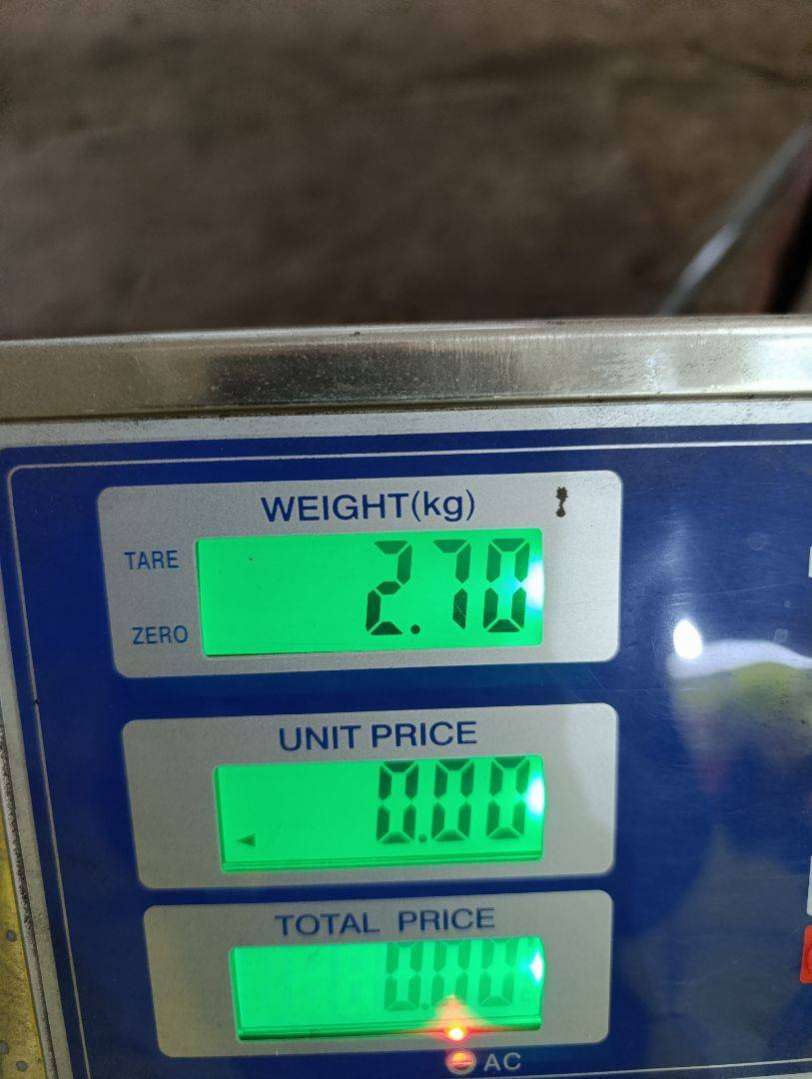 WEIGHT(kg)
TARE
2.70
ZERO
UNIT PRICE
0.00
TOTAL PRICE
0.00
AC